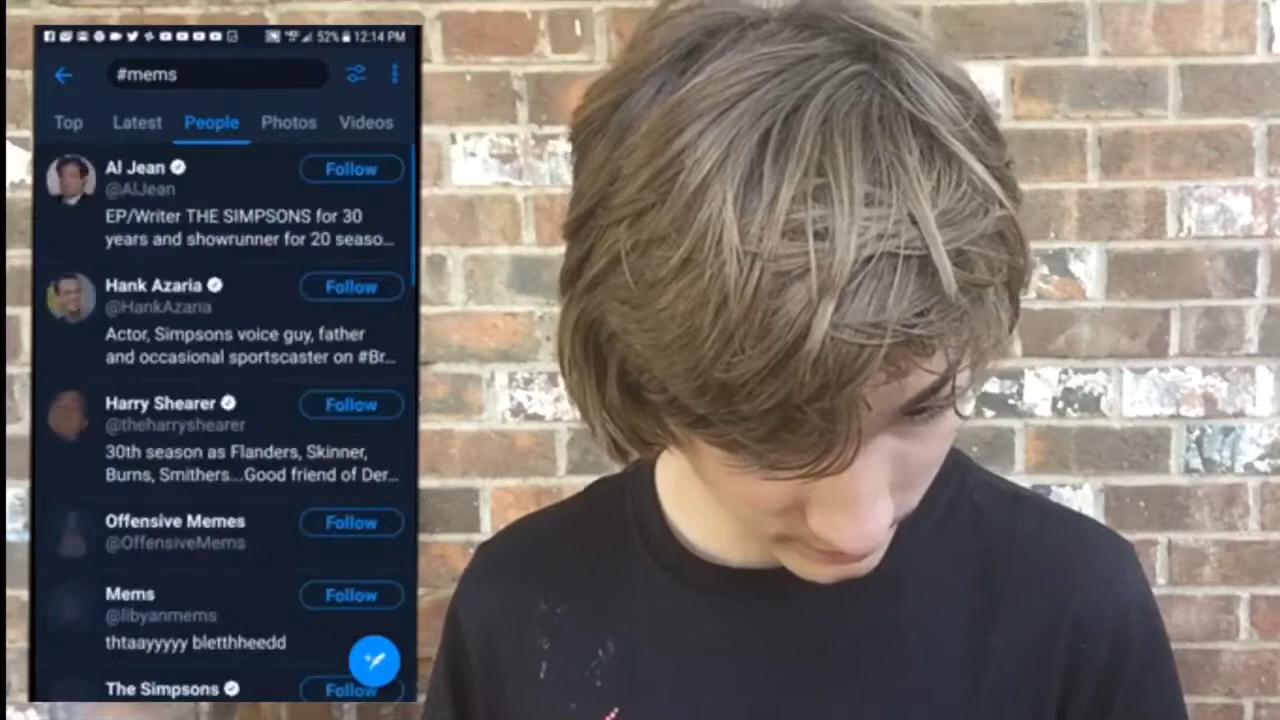 52% 12:14 PM
#mems
Top Latest People Photos Videos
Al Jean
Follow
@AlJean
EP/Writer THE SIMPSONS for 30
years and showrunner for 20 seaso...
Hank Azaria
Follow
@HankAzaria
Actor, Simpsons voice guy, father
and occasional sportscaster on #Br...
Harry Shearer
Follow
@theharryshearer
30th season as Flanders, Skinner,
Burns, Smithers...Good friend of Der...
Offensive Memes
Follow
@OffensiveMems
Mems
Follow
@libyanmems
thtaayyyyy bletthheedd
The Simpsons
Follow